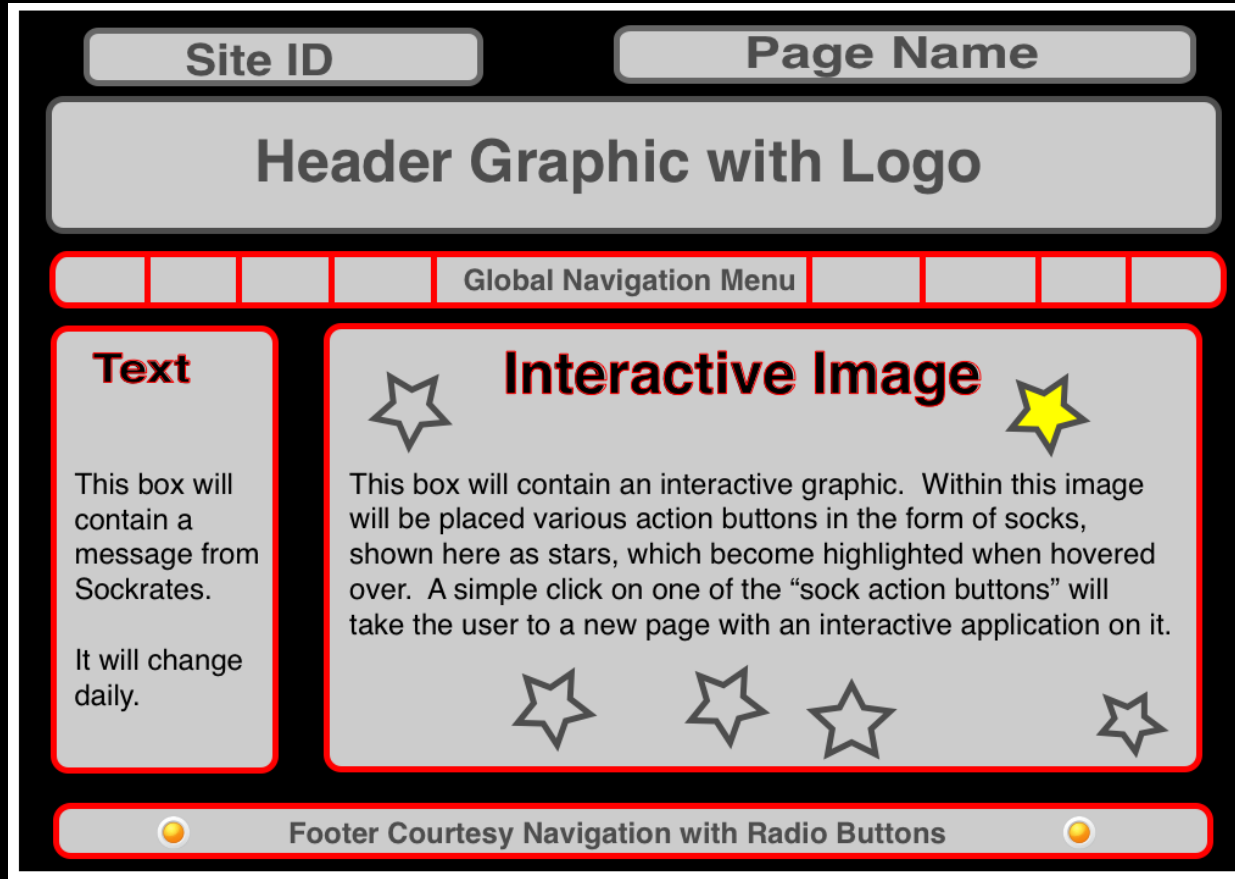 Site ID
Page Name
Header Graphic with Logo
Global Navigation Menu
Text
This box will
contain a
message from
Sockrates.
It will change
daily.
Interactive Image
This box will contain an interactive graphic.  Within this image
will be placed various action buttons in the form of socks,
shown here as stars, which become highlighted when hovered
over.  A simple click on one of the “sock action buttons” will
take the user to a new page with an interactive application on it.
Footer Courtesy Navigation with Radio Buttons